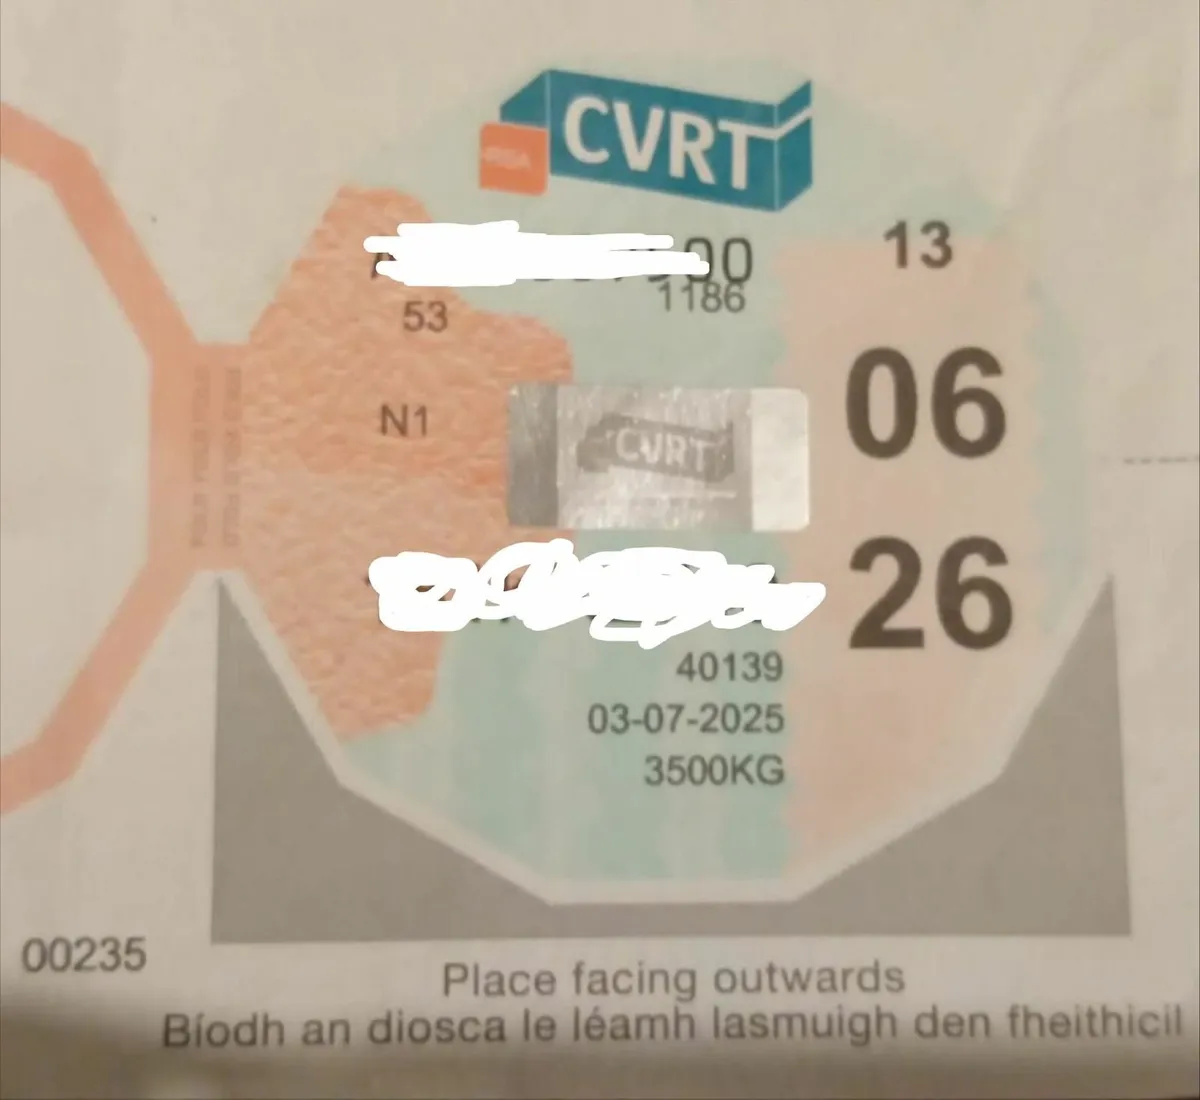 CVRT
RSA
13
00
1186
53
06
N1
CVRT
26
40139
03-07-2025
3500KG
00235
Place facing outwards
Bíodh an diosca le léamh lasmuigh den fheithicil